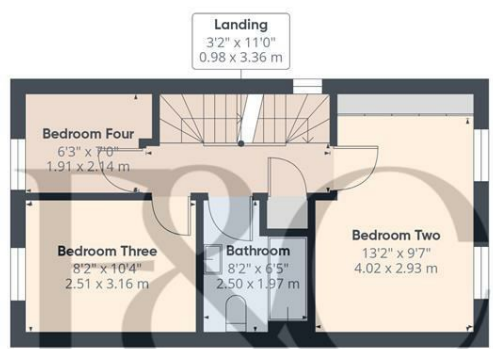 Landing
3'2" x 11'0"
0.98 x 3.36 m
Bedroom Four
6'3" x 7'0"
1.91 x 2.14 m
Bedroom Three
8'2" x 10'4"
2.51 x 3.16 m
Bathroom
8'2" x 6'5"
2.50 x 1.97 m
Bedroom Two
13'2" x 9'7"
4.02 x 2.93 m